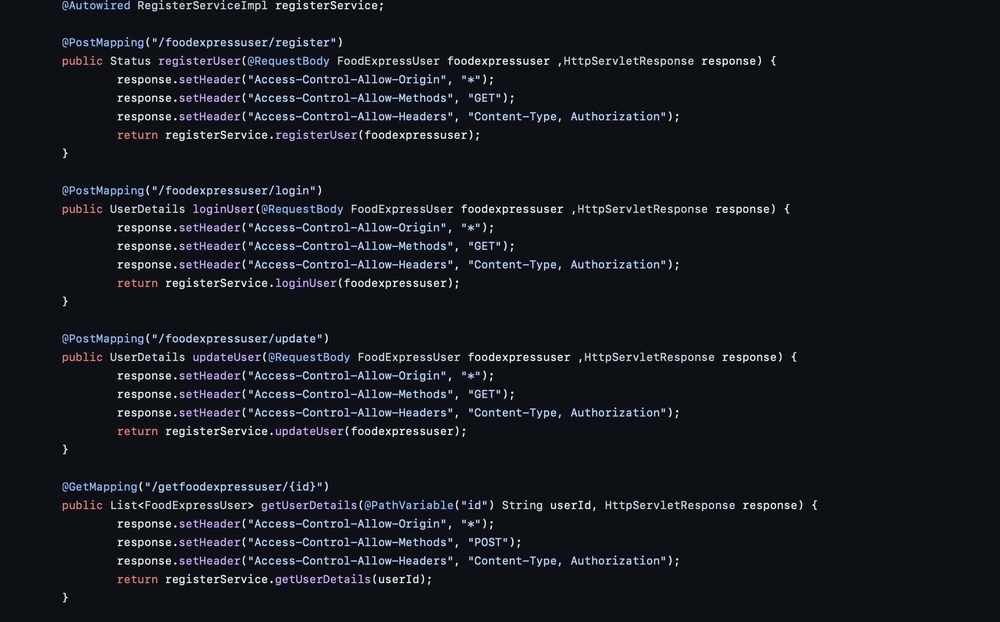 @Autowired RegisterServiceImpl registerService;
@PostMapping("/foodexpressuser/register")
public Status registerUser(@RequestBody FoodExpressUser foodexpressuser ,HttpServletResponse response) {
response.setHeader("Access-Control-Allow-Origin", "*");
response.setHeader("Access-Control-Allow-Methods", "GET");
response.setHeader("Access-Control-Allow-Headers", "Content-Type, Authorization");
return registerService.registerUser(foodexpressuser);
}
@PostMapping("/foodexpressuser/login")
public UserDetails loginUser(@RequestBody FoodExpressUser foodexpressuser ,HttpServletResponse response) {
response.setHeader("Access-Control-Allow-Origin", "*");
response.setHeader("Access-Control-Allow-Methods", "GET");
response.setHeader("Access-Control-Allow-Headers", "Content-Type, Authorization");
return registerService.loginUser(foodexpressuser);
}
@PostMapping("/foodexpressuser/update")
public UserDetails updateUser(@RequestBody FoodExpressUser foodexpressuser ,HttpServletResponse response) {
response.setHeader("Access-Control-Allow-Origin", "*");
response.setHeader("Access-Control-Allow-Methods", "GET");
response.setHeader("Access-Control-Allow-Headers", "Content-Type, Authorization");
return registerService.updateUser(foodexpressuser);
}
@GetMapping("/getfoodexpressuser/{id}")
public List<FoodExpressUser> getUserDetails(@PathVariable("id") String userId, HttpServletResponse response) {
response.setHeader("Access-Control-Allow-Origin", "*");
response.setHeader("Access-Control-Allow-Methods", "POST");
response.setHeader("Access-Control-Allow-Headers", "Content-Type, Authorization");
return registerService.getUserDetails(userId);
}